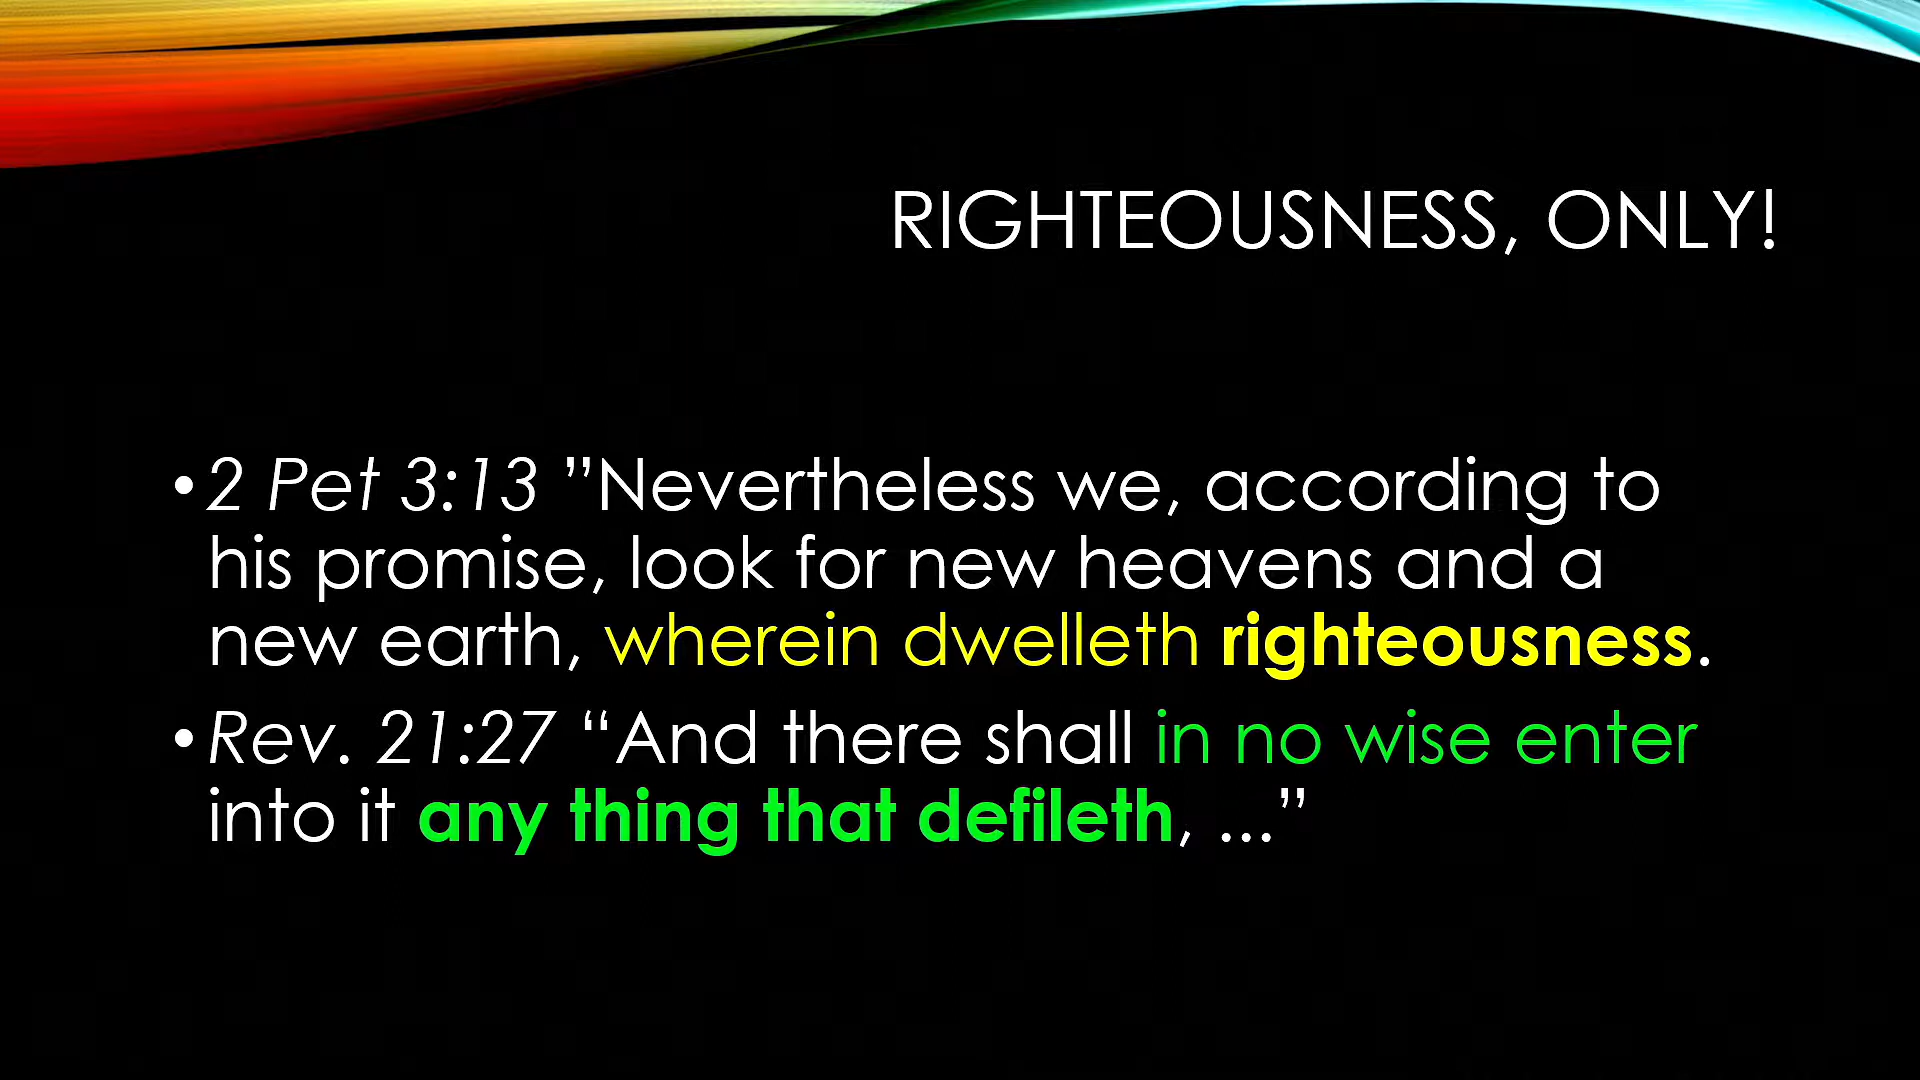 RIGHTEOUSNESS, ONLY!
•2 Pet 3:13 ”Nevertheless we, according to
his promise, look for new heavens and a
new earth, wherein dwelleth righteousness.
•Rev. 21:27 “And there shall in no wise enter
into it any thing that defileth, ...”